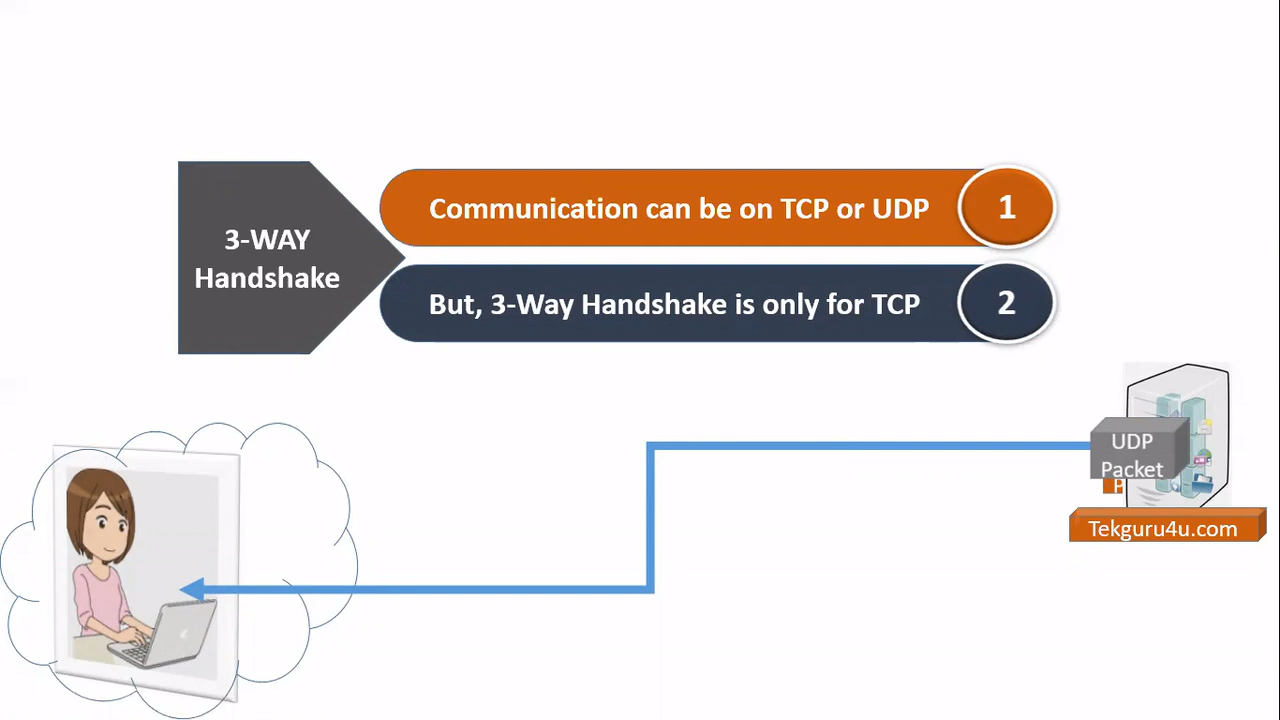 3-WAY
Handshake
Communication can be on TCP or UDP
1
But, 3-Way Handshake is only for TCP
2
UDP
Packet
P
Tekguru4u.com